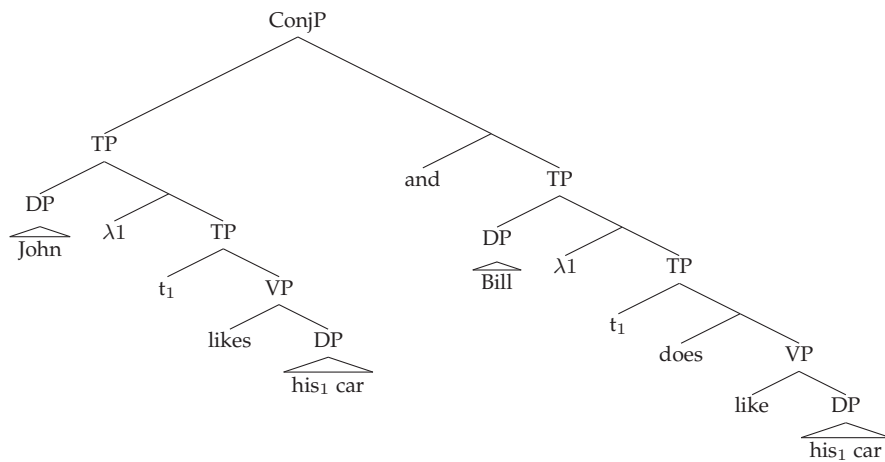 ConjP
TP
and
TP
DP
John
λ1
TP
DP
Bill
λ1
TP
t₁
VP
t₁
does
VP
likes
DP
his₁ car
like
DP
his₁ car